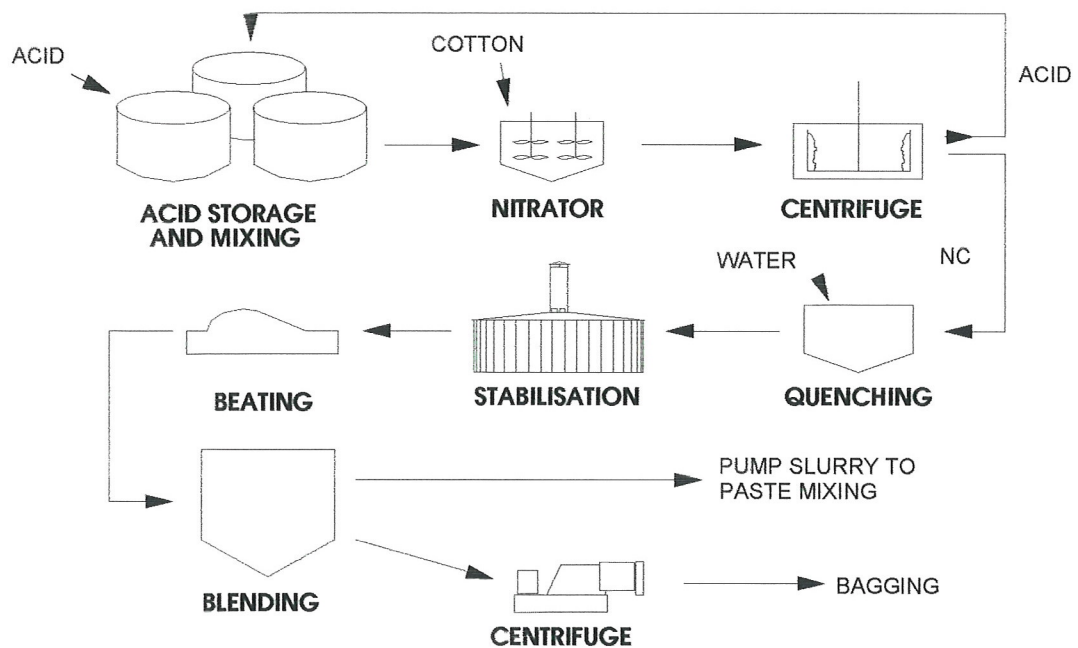 ACID
COTTON
ACID
ACID STORAGE
AND MIXING
NITRATOR
CENTRIFUGE
WATER
NC
BEATING
STABILISATION
QUENCHING
PUMP SLURRY TO
PASTE MIXING
BLENDING
CENTRIFUGE
BAGGING